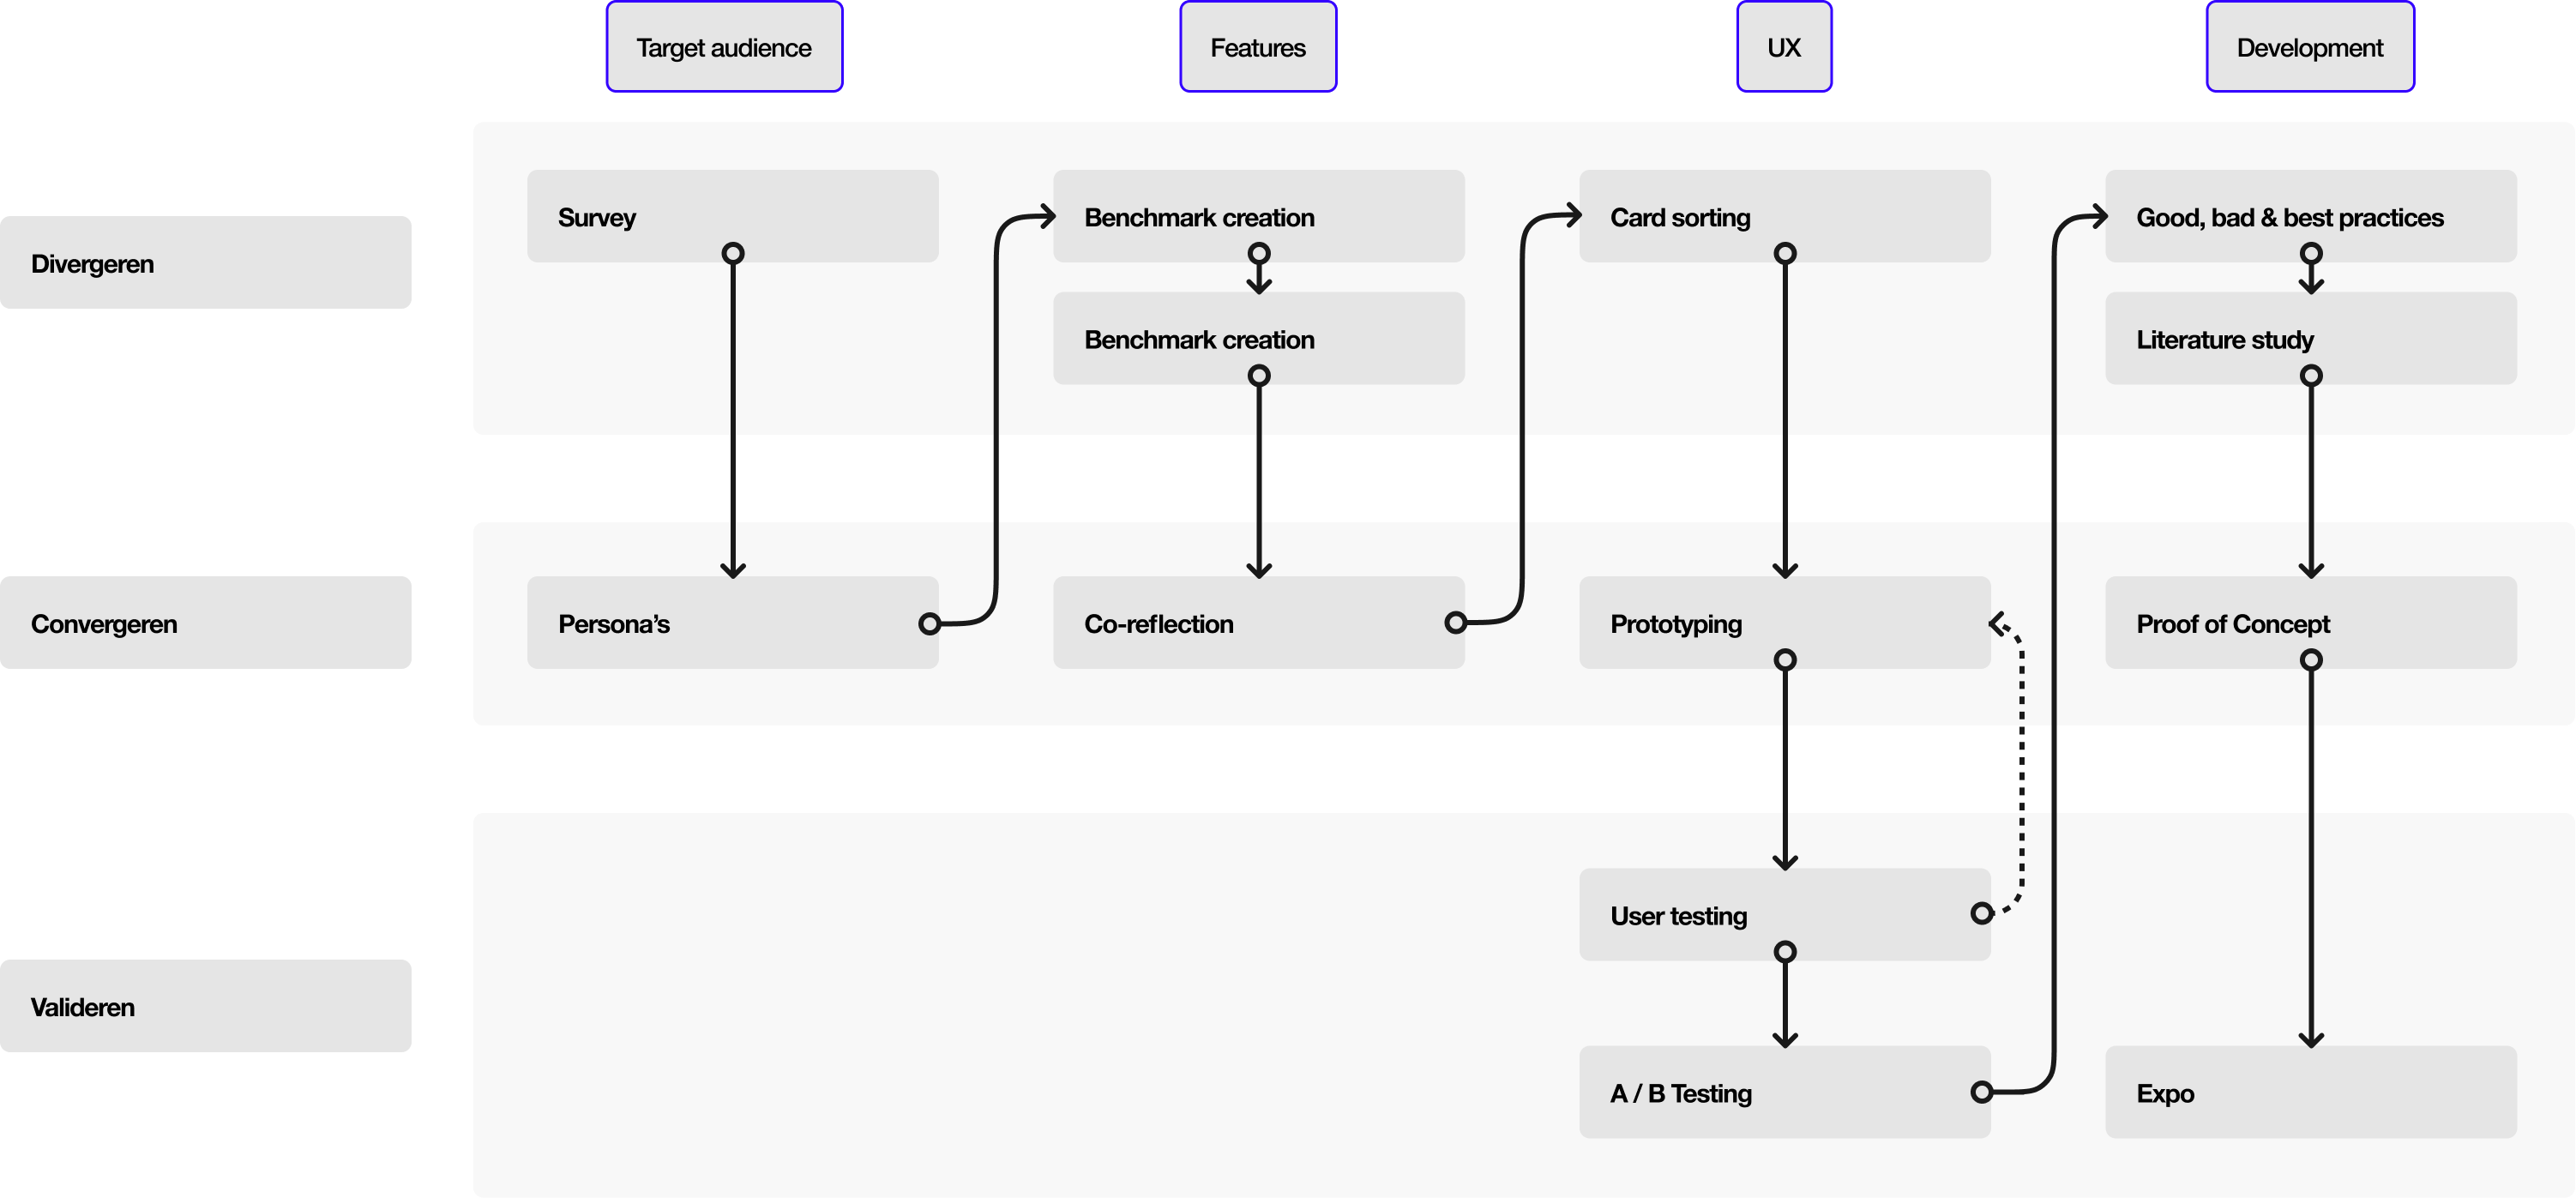 Target audience
Features
UX
Development
Divergeren
Survey
Benchmark creation
Card sorting
Good, bad & best practices
Benchmark creation
Literature study
Convergeren
Persona’s
Co-reflection
Prototyping
Proof of Concept
Valideren
User testing
A / B Testing
Expo